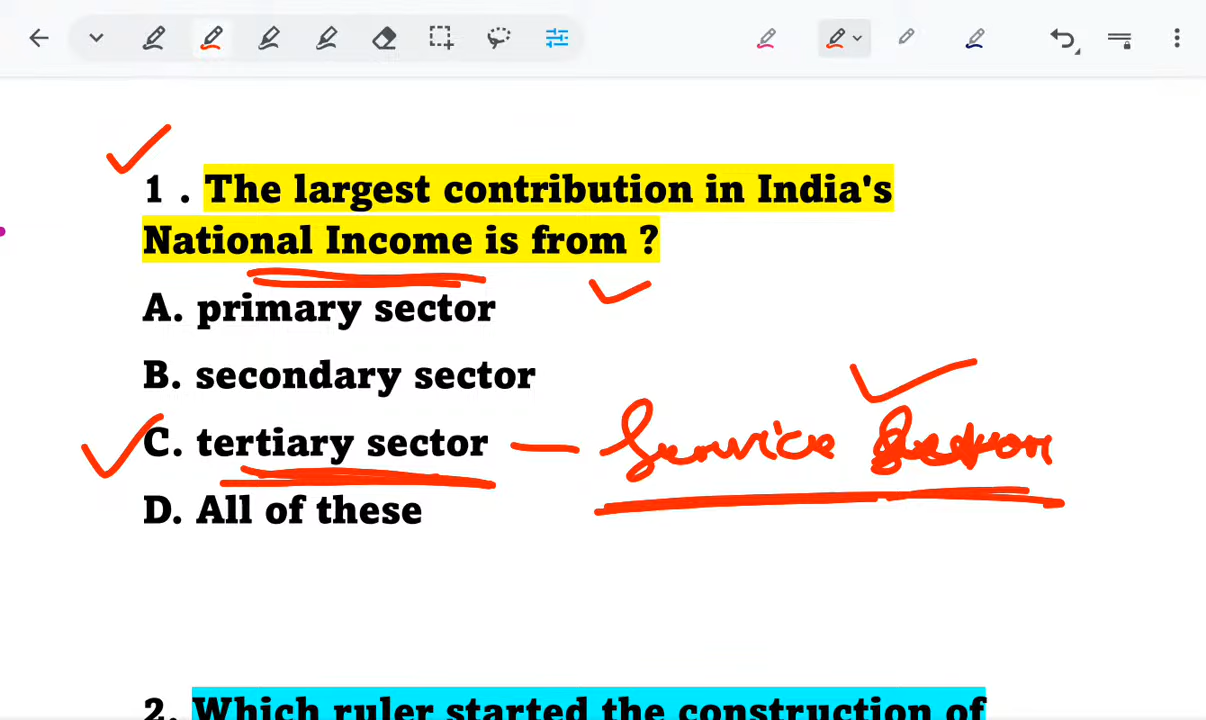 1 . The largest contribution in India's
National Income is from ?
A. primary sector
B. secondary sector
C. tertiary sector — Service Sector
D. All of these
2. Which ruler started the construction of